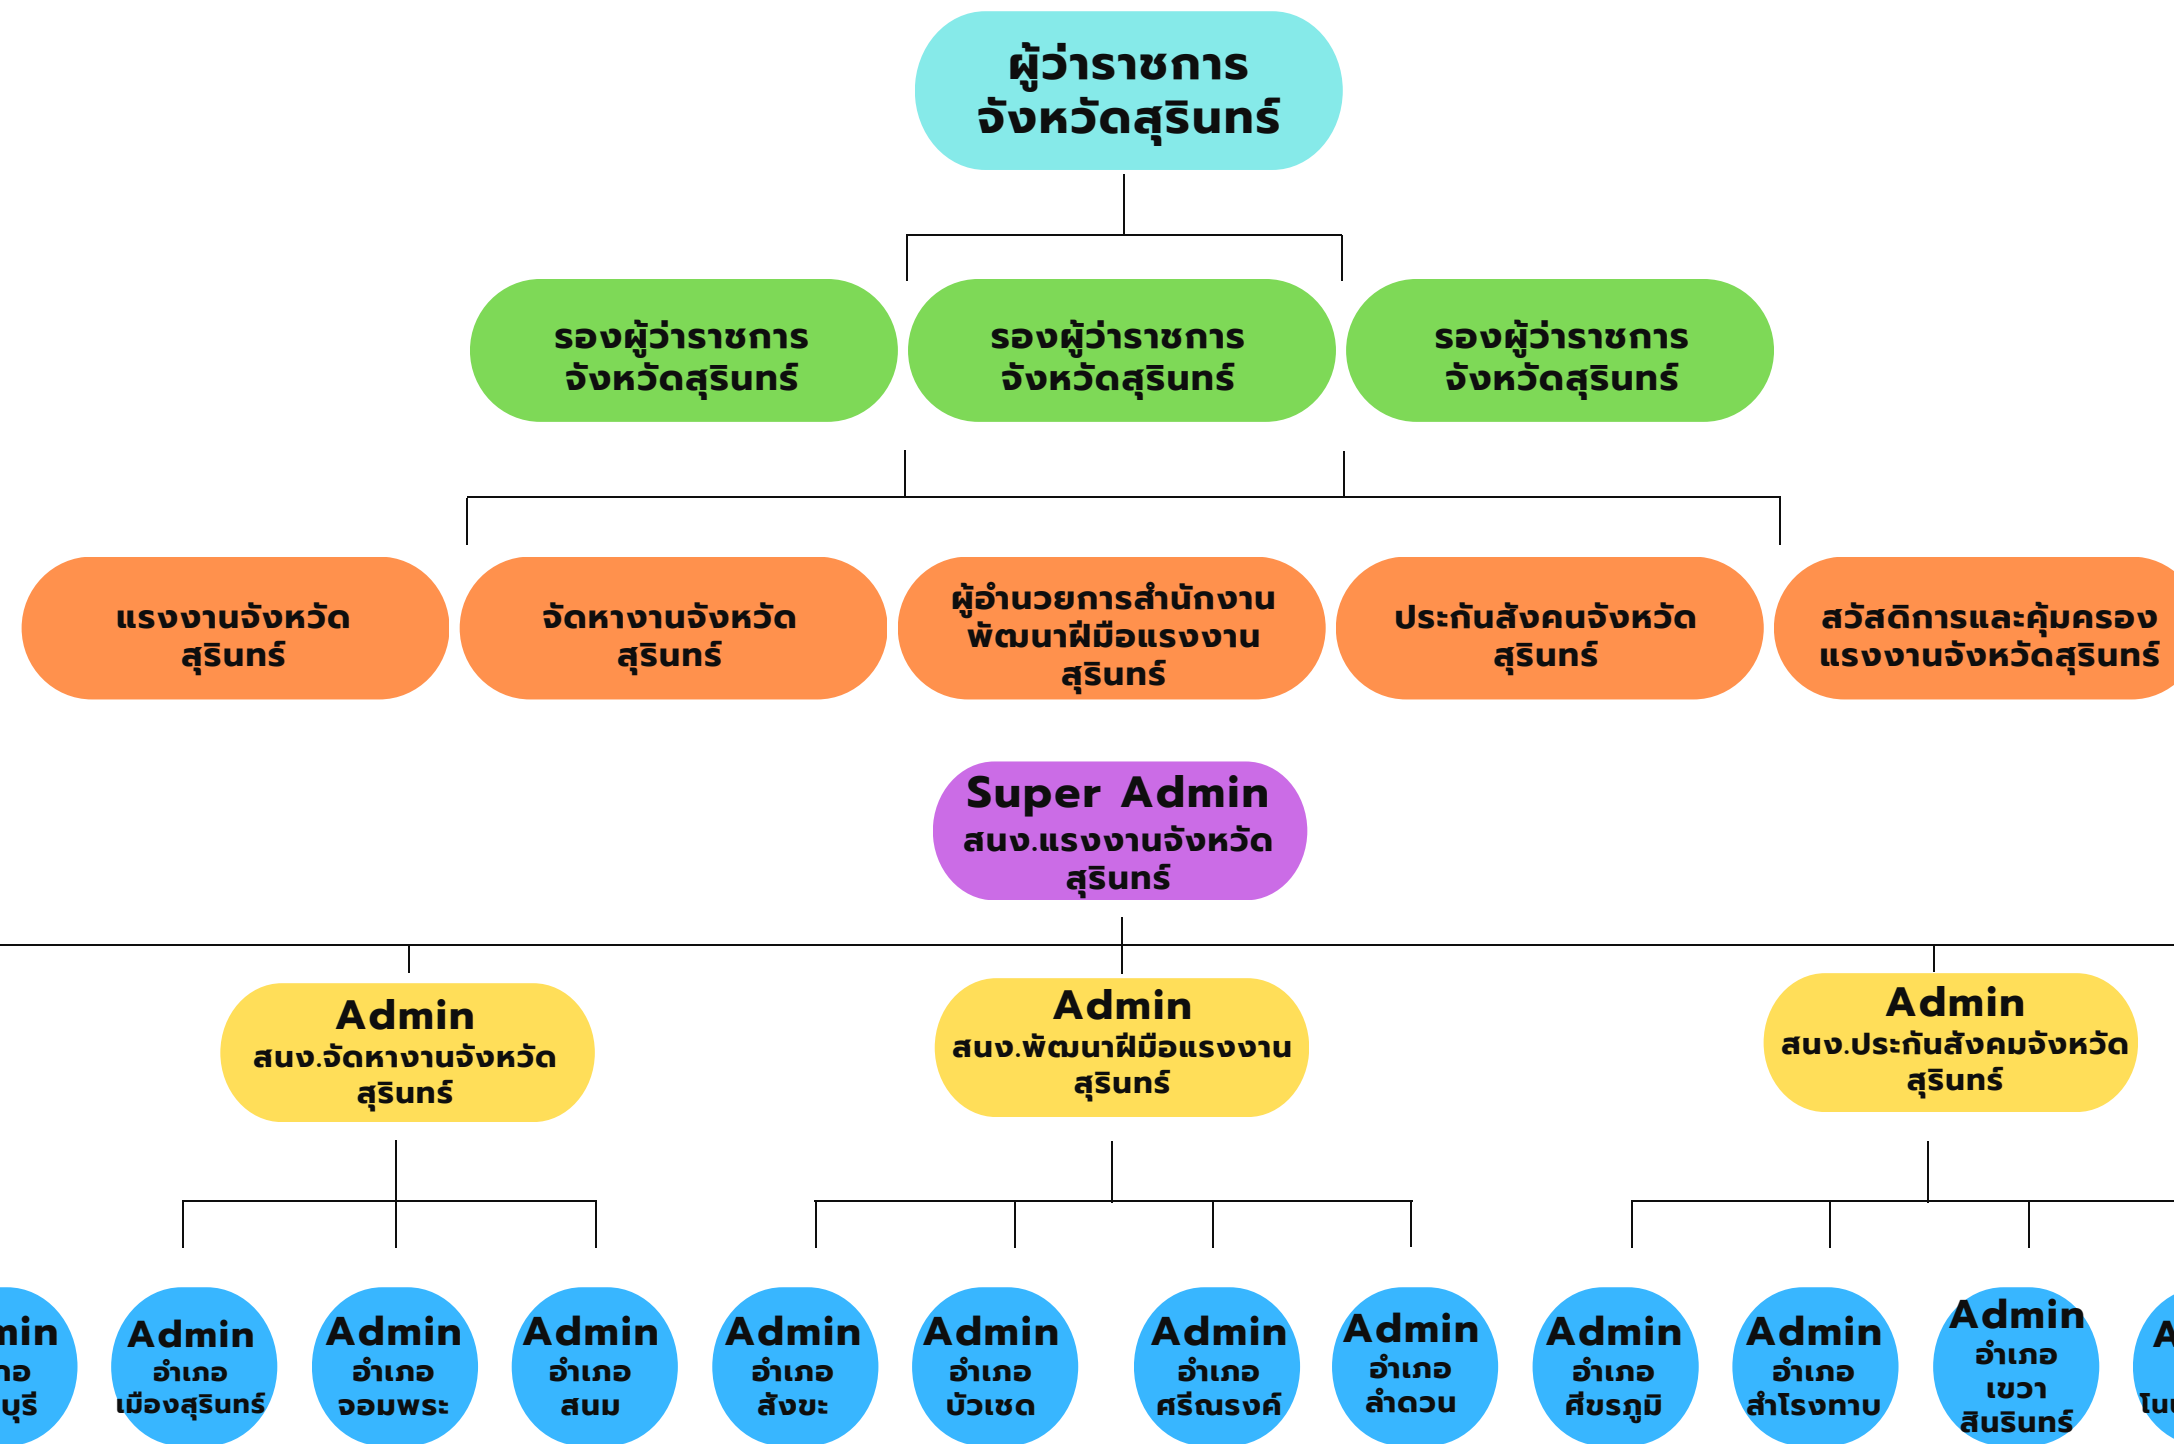 ผู้ว่าราชการ
จังหวัดสุรินทร์
รองผู้ว่าราชการ
จังหวัดสุรินทร์
รองผู้ว่าราชการ
จังหวัดสุรินทร์
รองผู้ว่าราชการ
จังหวัดสุรินทร์
แรงงานจังหวัด
สุรินทร์
จัดหางานจังหวัด
สุรินทร์
ผู้อำนวยการสำนักงาน
พัฒนาฝีมือแรงงาน
สุรินทร์
ประกันสังคนจังหวัด
สุรินทร์
สวัสดิการและคุ้มครอง
แรงงานจังหวัดสุรินทร์
Super Admin
สนง.แรงงานจังหวัด
สุรินทร์
Admin
สนง.จัดหางานจังหวัด
สุรินทร์
Admin
สนง.พัฒนาฝีมือแรงงาน
สุรินทร์
Admin
สนง.ประกันสังคมจังหวัด
สุรินทร์
Admin
อำเภอ
เมืองสุรินทร์
Admin
อำเภอ
จอมพระ
Admin
อำเภอ
สนม
Admin
อำเภอ
สังขะ
Admin
อำเภอ
บัวเชด
Admin
อำเภอ
ศรีณรงค์
Admin
อำเภอ
ลำดวน
Admin
อำเภอ
ศีขรภูมิ
Admin
อำเภอ
สำโรงทาบ
Admin
อำเภอ
เขวา
สินรินทร์